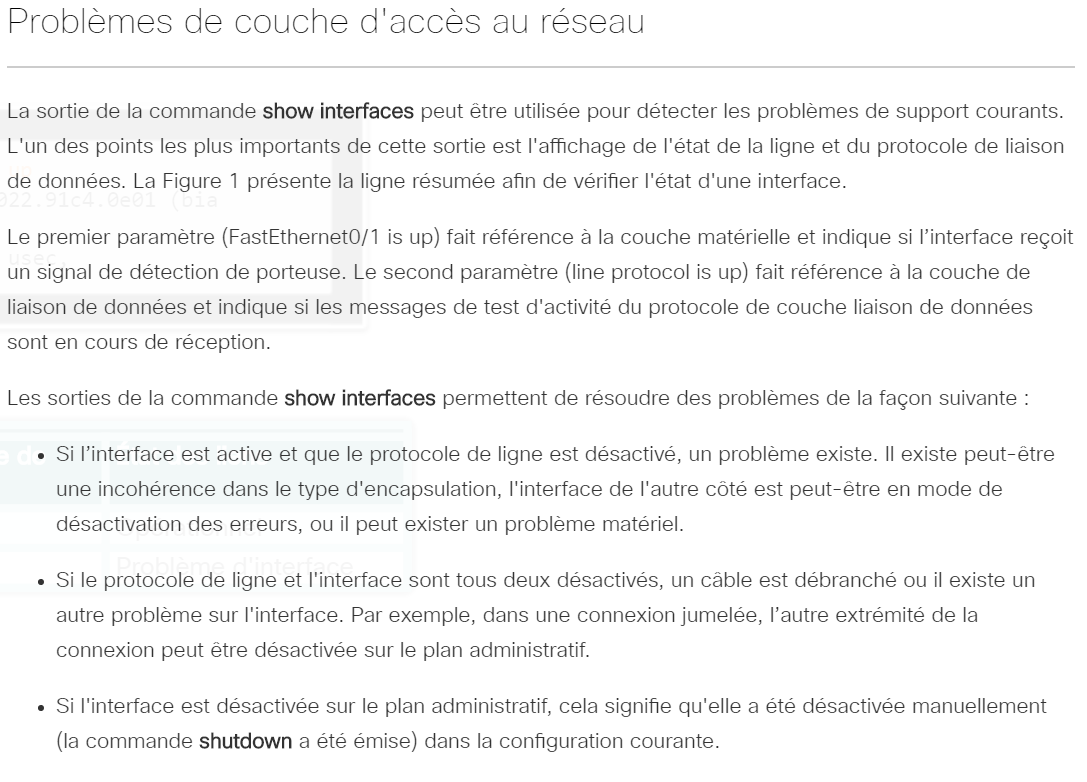 Problèmes de couche d'accès au réseau
La sortie de la commande show interfaces peut être utilisée pour détecter les problèmes de support courants.
L'un des points les plus importants de cette sortie est l'affichage de l'état de la ligne et du protocole de liaison
de données. La Figure 1 présente la ligne résumée afin de vérifier l'état d'une interface.
022.91c4.0e01 (bia
Le premier paramètre (FastEthernet0/1 is up) fait référence à la couche matérielle et indique si l’interface reçoit
usec,
un signal de détection de porteuse. Le second paramètre (line protocol is up) fait référence à la couche de
liaison de données et indique si les messages de test d'activité du protocole de couche liaison de données
sont en cours de réception.
Les sorties de la commande show interfaces permettent de résoudre des problèmes de la façon suivante :
• Si l’interface est active et que le protocole de ligne est désactivé, un problème existe. Il existe peut-être
une incohérence dans le type d'encapsulation, l'interface de l'autre côté est peut-être en mode de
désactivation des erreurs, ou il peut exister un problème matériel.
Problème d'interface
• Si le protocole de ligne et l'interface sont tous deux désactivés, un câble est débranché ou il existe un
autre problème sur l'interface. Par exemple, dans une connexion jumelée, l’autre extrémité de la
connexion peut être désactivée sur le plan administratif.
• Si l'interface est désactivée sur le plan administratif, cela signifie qu'elle a été désactivée manuellement
(la commande shutdown a été émise) dans la configuration courante.